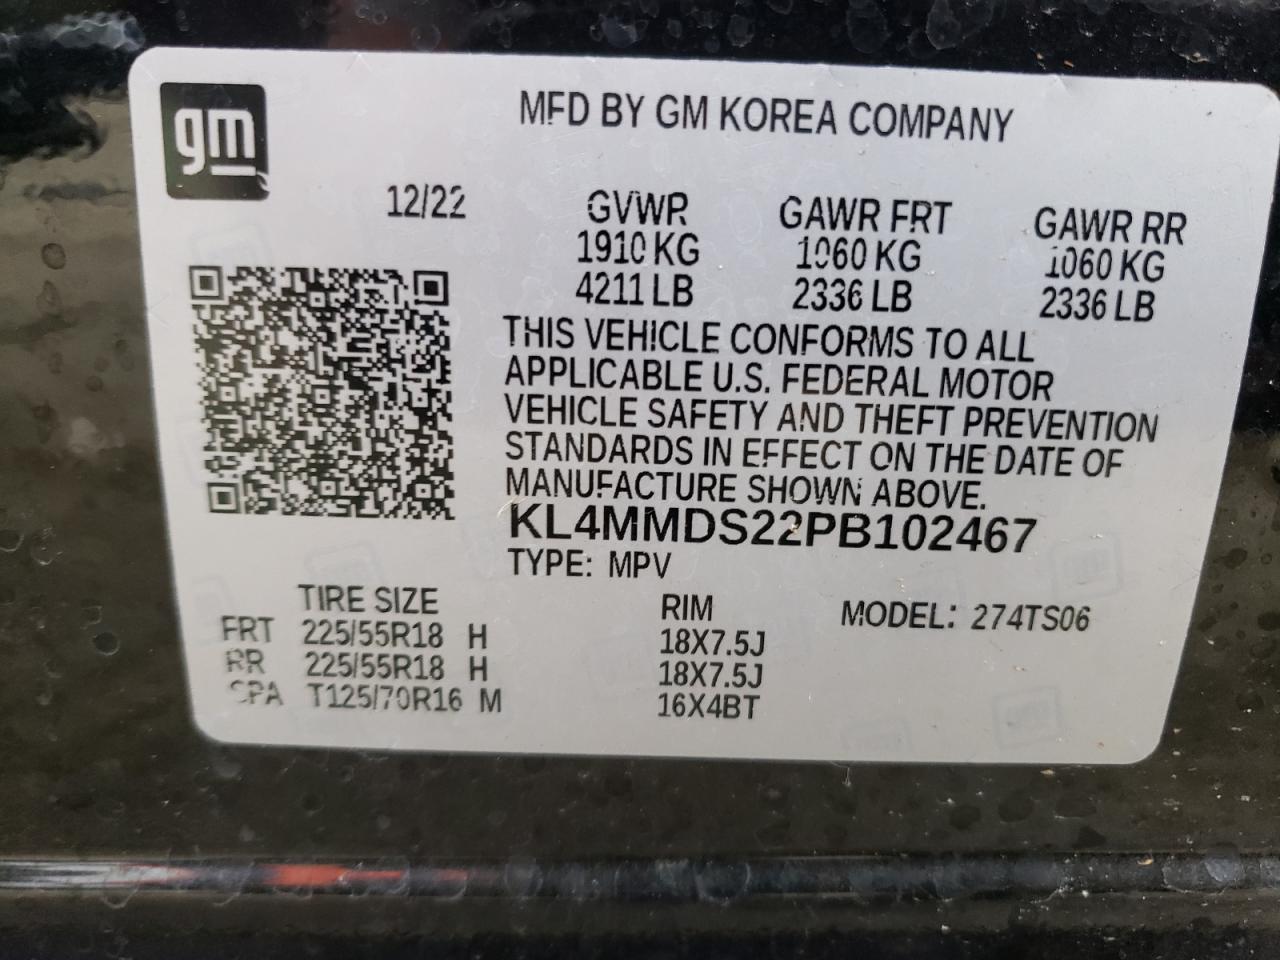 gm
MFD BY GM KOREA COMPANY
12/22 GVWR GAWR FRT GAWR RR
1910 KG 1060 KG 1060 KG
4211 LB 2336 LB 2336 LB
THIS VEHICLE CONFORMS TO ALL
APPLICABLE U.S. FEDERAL MOTOR
VEHICLE SAFETY AND THEFT PREVENTION
STANDARDS IN EFFECT ON THE DATE OF
MANUFACTURE SHOWN ABOVE.
KL4MMDS22PB102467
TYPE: MPV
TIRE SIZE RIM MODEL: 274TS06
FRT 225/55R18 H 18X7.5J
RR 225/55R18 H 18X7.5J
SPA T125/70R16 M 16X4BT